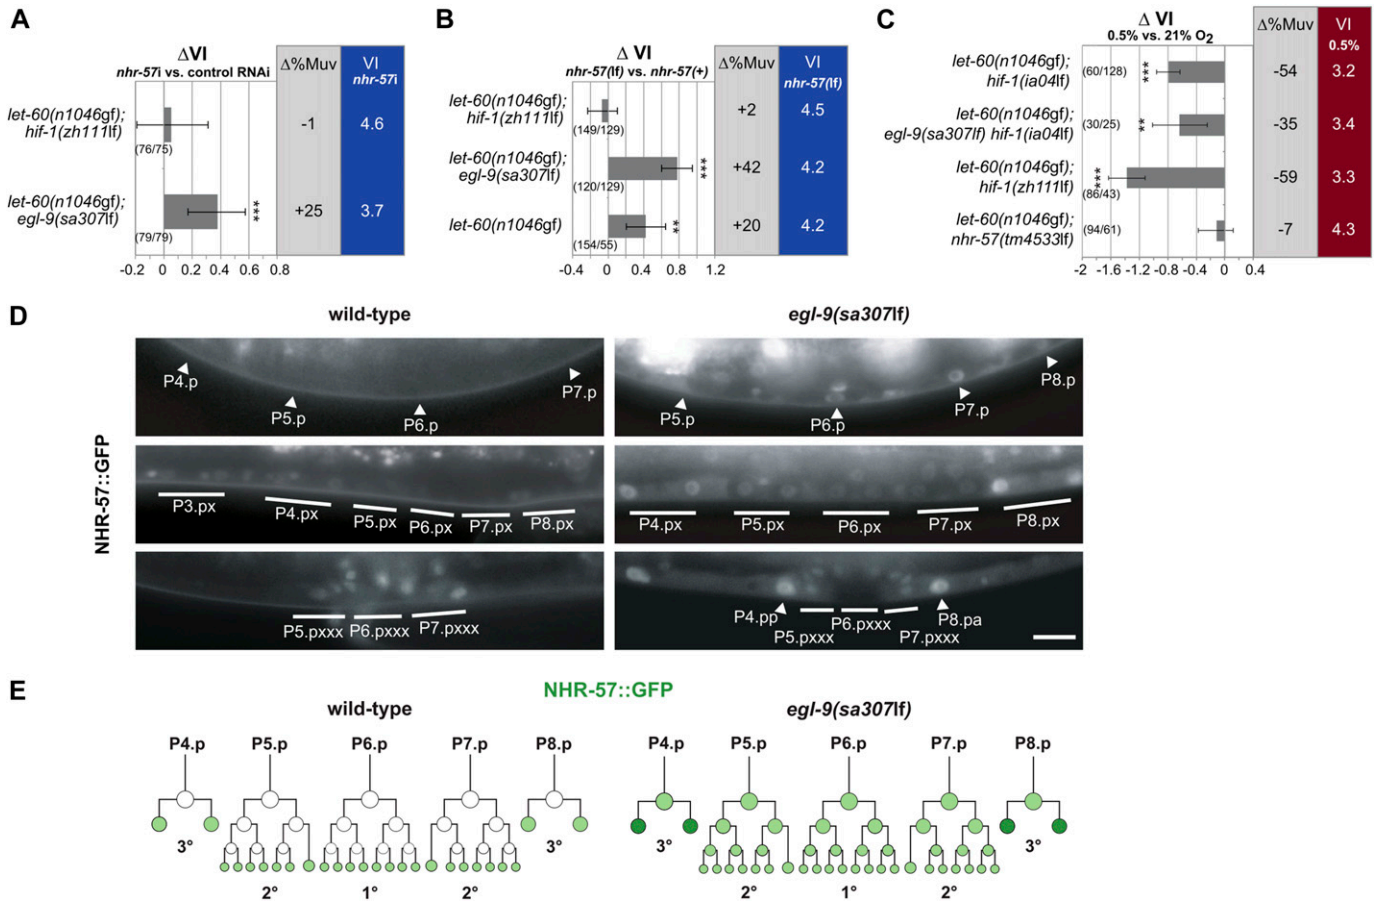 A
ΔVI
nhr-57i vs. control RNAi
Δ%Muv
VI
nhr-57i
let-60(n1046gf);
hif-1(zh111lf)
(76/75)
-1
4.6
let-60(n1046gf);
egl-9(sa307lf)
(79/79)
***
+25
3.7
-0.2 0 0.2 0.4 0.6 0.8
B
Δ VI
nhr-57(lf) vs. nhr-57(+)
Δ%Muv
VI
nhr-57(lf)
let-60(n1046gf);
hif-1(zh111lf)
(149/129)
+2
4.5
let-60(n1046gf);
egl-9(sa307lf)
(120/129)
***
+42
4.2
let-60(n1046gf)
(154/55)
**
+20
4.2
-0.4 0 0.4 0.8 1.2
C
Δ VI
0.5% vs. 21% O2
Δ%Muv
VI
0.5%
let-60(n1046gf);
hif-1(ia04lf)
(60/128)
***
-54
3.2
let-60(n1046gf);
egl-9(sa307lf) hif-1(ia04lf)
(30/25)
**
-35
3.4
let-60(n1046gf);
hif-1(zh111lf)
***
(86/43)
-59
3.3
let-60(n1046gf);
nhr-57(tm4533lf)
(94/61)
-7
4.3
-2 -1.6 -1.2 -0.8 -0.4 0 0.4
D
wild-type
egl-9(sa307lf)
NHR-57::GFP
P4.p
P5.p
P6.p
P7.p
P5.p
P6.p
P7.p
P8.p
P3.px
P4.px
P5.px
P6.px
P7.px
P8.px
P4.px
P5.px
P6.px
P7.px
P8.px
P5.pxxx
P6.pxxx
P7.pxxx
P4.pp
P5.pxxx
P6.pxxx
P7.pxxx
P8.pa
E
NHR-57::GFP
wild-type
egl-9(sa307lf)
P4.p P5.p P6.p P7.p P8.p
P4.p P5.p P6.p P7.p P8.p
3° 3°
3° 3°
2° 1° 2°
2° 1° 2°